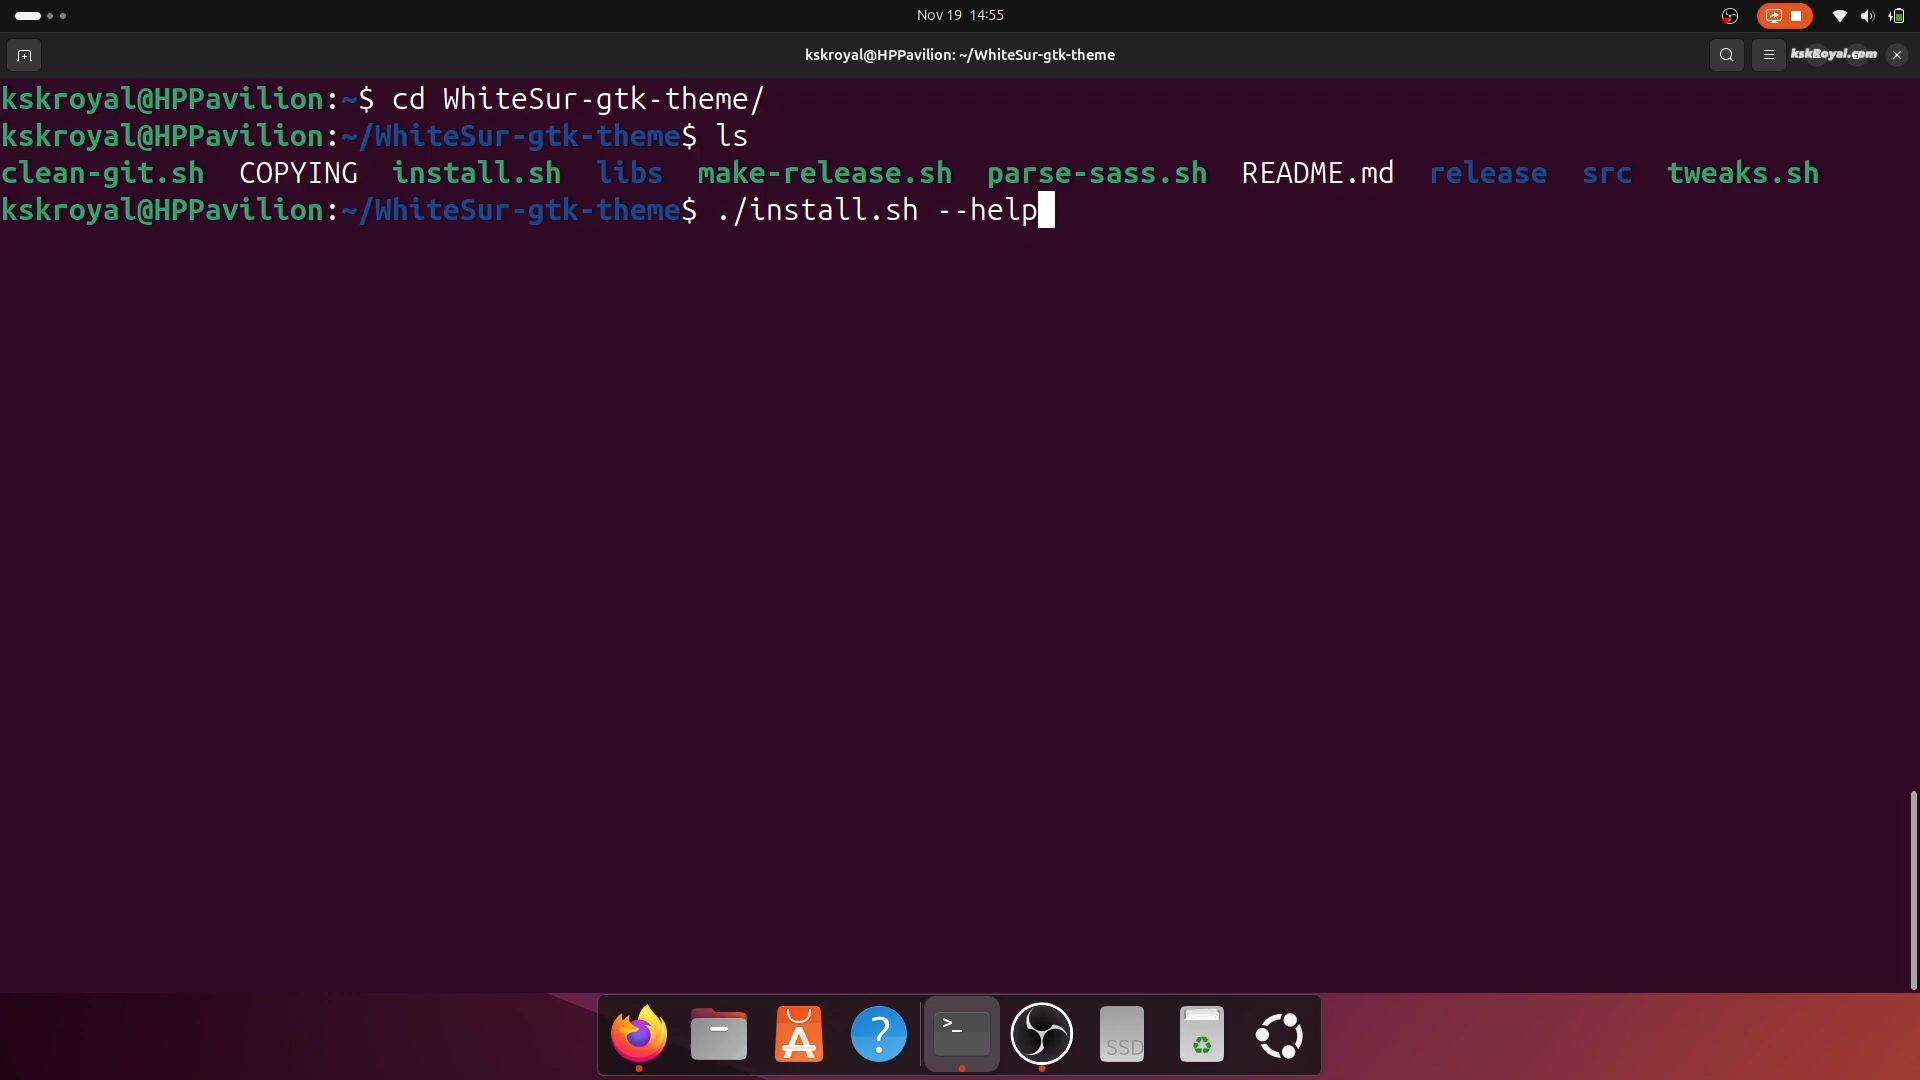 Nov 19 14:55
kskroyal@HPPavilion: ~/WhiteSur-gtk-theme
kskRoyal.com
kskroyal@HPPavilion:~$ cd WhiteSur-gtk-theme/
kskroyal@HPPavilion:~/WhiteSur-gtk-theme$ ls
clean-git.sh COPYING install.sh libs make-release.sh parse-sass.sh README.md release src tweaks.sh
kskroyal@HPPavilion:~/WhiteSur-gtk-theme$ ./install.sh --help
SSD